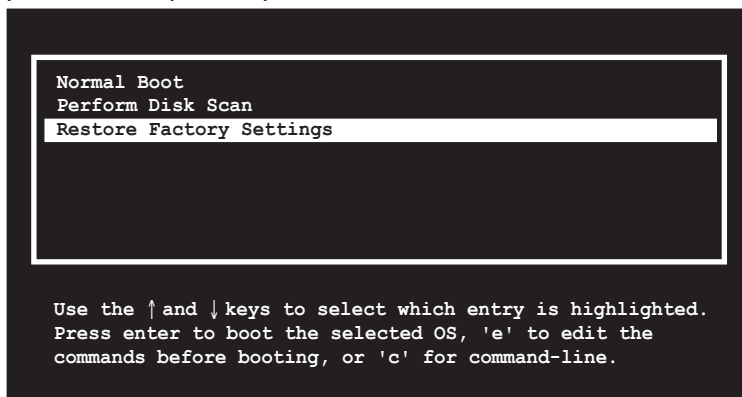 Normal Boot
Perform Disk Scan
Restore Factory Settings
Use the ↑ and ↓ keys to select which entry is highlighted.
Press enter to boot the selected OS, 'e' to edit the
commands before booting, or 'c' for command-line.